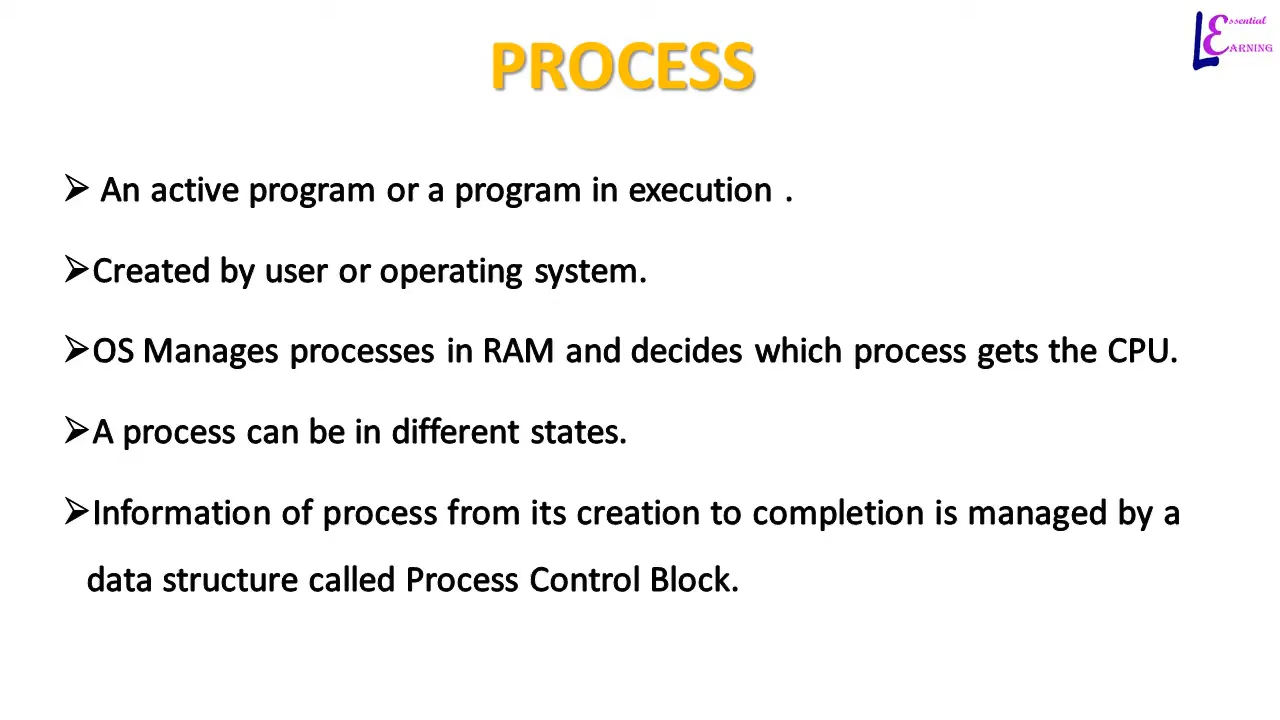 PROCESS
Essential
LEARNING
➢ An active program or a program in execution .
➢Created by user or operating system.
➢OS Manages processes in RAM and decides which process gets the CPU.
➢A process can be in different states.
➢Information of process from its creation to completion is managed by a
data structure called Process Control Block.